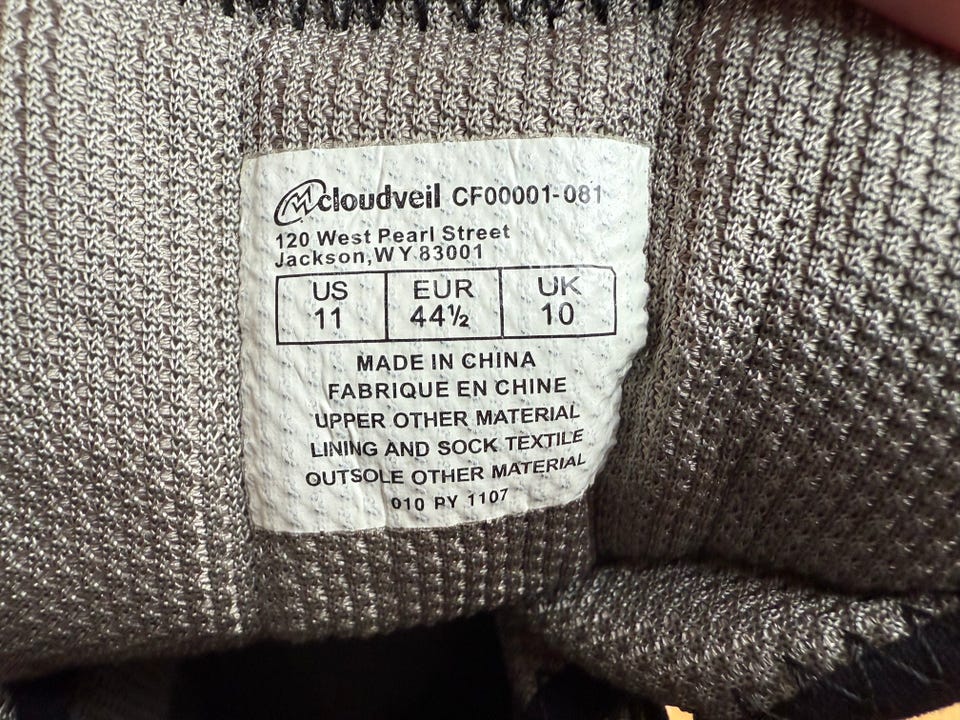 cloudveil CF00001-081
120 West Pearl Street
Jackson,WY 83001
US EUR UK
11 44½ 10
MADE IN CHINA
FABRIQUE EN CHINE
UPPER OTHER MATERIAL
LINING AND SOCK TEXTILE
OUTSOLE OTHER MATERIAL
010 PY 1107